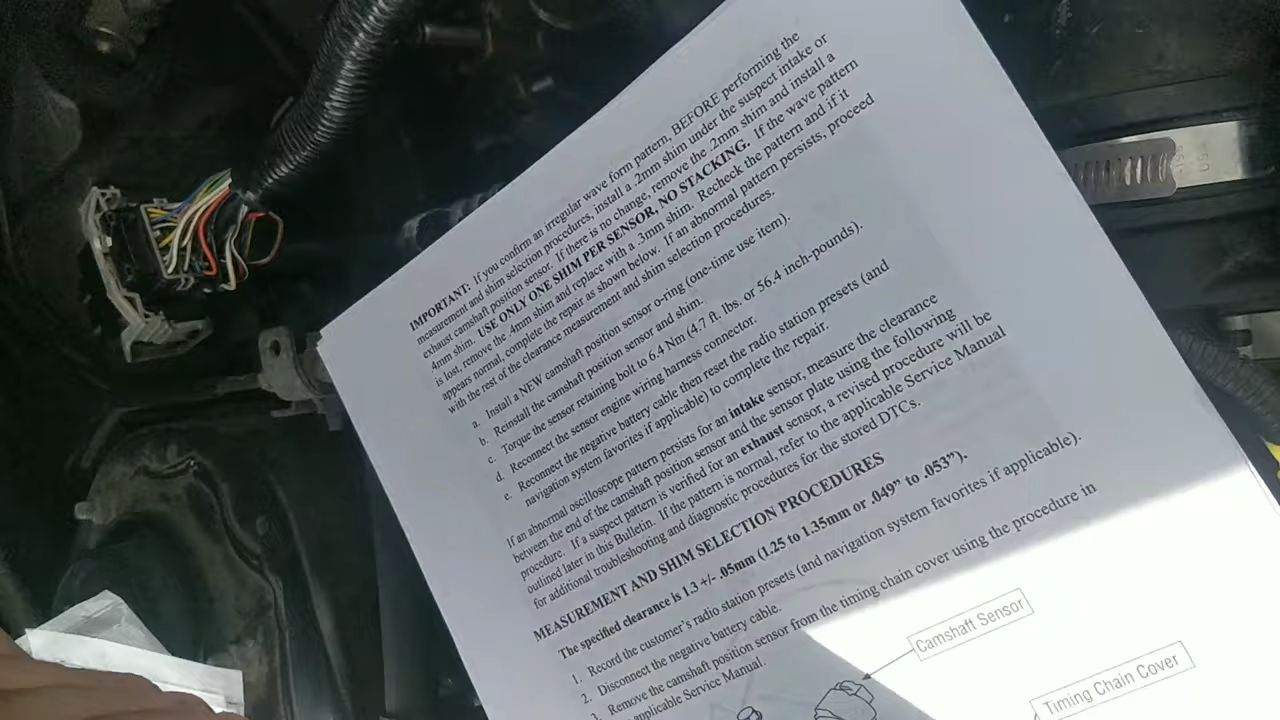 IMPORTANT: If you confirm an irregular wave form pattern, BEFORE performing the
measurement and shim selection procedures, install a .2mm shim under the suspect intake or
exhaust camshaft position sensor. If there is no change, remove the .2mm shim and install a
4mm shim. USE ONLY ONE SHIM PER SENSOR, NO STACKING. If the wave pattern
is lost, remove the .4mm shim and replace with a .3mm shim. Recheck the pattern and if it
appears normal, complete the repair as shown below. If an abnormal pattern persists, proceed
with the rest of the clearance measurement and shim selection procedures.
a. Install a NEW camshaft position sensor o-ring (one-time use item).
b. Reinstall the camshaft position sensor and shim.
c. Torque the sensor retaining bolt to 6.4 Nm (4.7 ft. lbs. or 56.4 inch-pounds).
d. Reconnect the sensor engine wiring harness connector.
e. Reconnect the negative battery cable then reset the radio station presets (and
navigation system favorites if applicable) to complete the repair.
If an abnormal oscilloscope pattern persists for an intake sensor, measure the clearance
between the end of the camshaft position sensor and the sensor plate using the following
procedure. If a suspect pattern is verified for an exhaust sensor, a revised procedure will be
outlined later in this Bulletin. If the pattern is normal, refer to the applicable Service Manual
for additional troubleshooting and diagnostic procedures for the stored DTCs.
MEASUREMENT AND SHIM SELECTION PROCEDURES
The specified clearance is 1.3 +/- .05mm (1.25 to 1.35mm or .049” to .053”).
1. Record the customer's radio station presets (and navigation system favorites if applicable).
2. Disconnect the negative battery cable.
3. Remove the camshaft position sensor from the timing chain cover using the procedure in
applicable Service Manual.
Camshaft Sensor
Timing Chain Cover